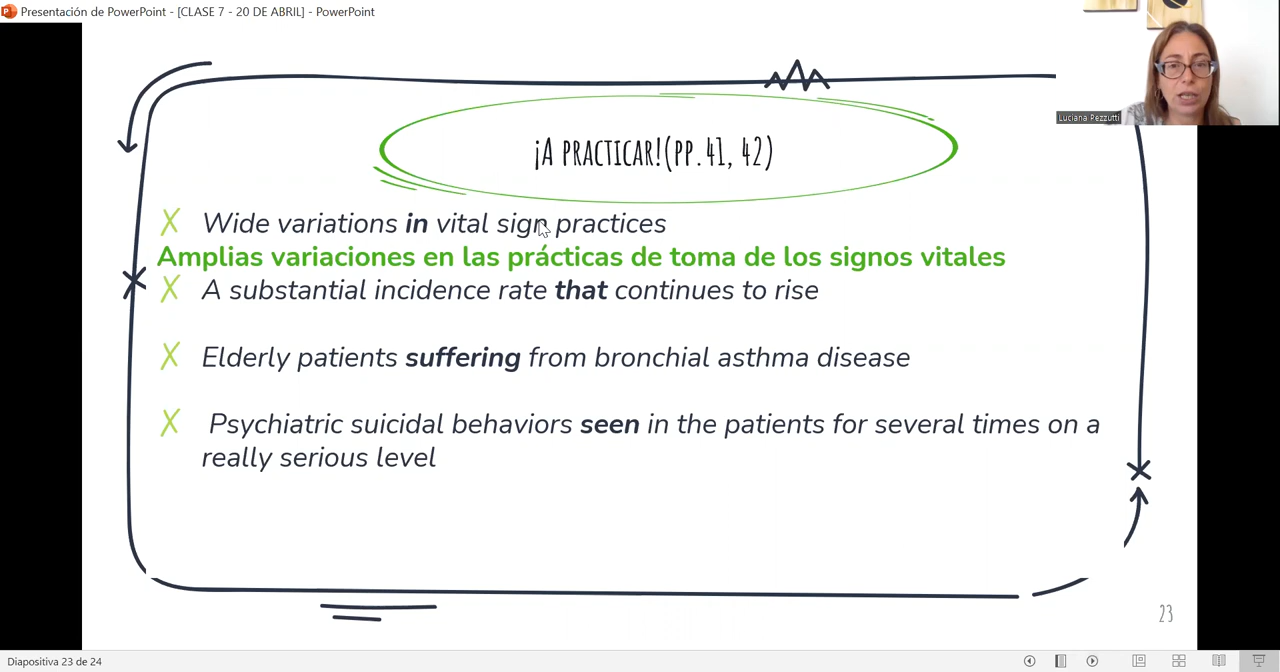 Presentación de PowerPoint - [CLASE 7 - 20 DE ABRIL] - PowerPoint
Luciana Pezzutti
¡A PRACTICAR!(PP.41, 42)
X Wide variations in vital sign practices
Amplias variaciones en las prácticas de toma de los signos vitales
X A substantial incidence rate that continues to rise
X Elderly patients suffering from bronchial asthma disease
X Psychiatric suicidal behaviors seen in the patients for several times on a
really serious level
23
Diapositiva 23 de 24